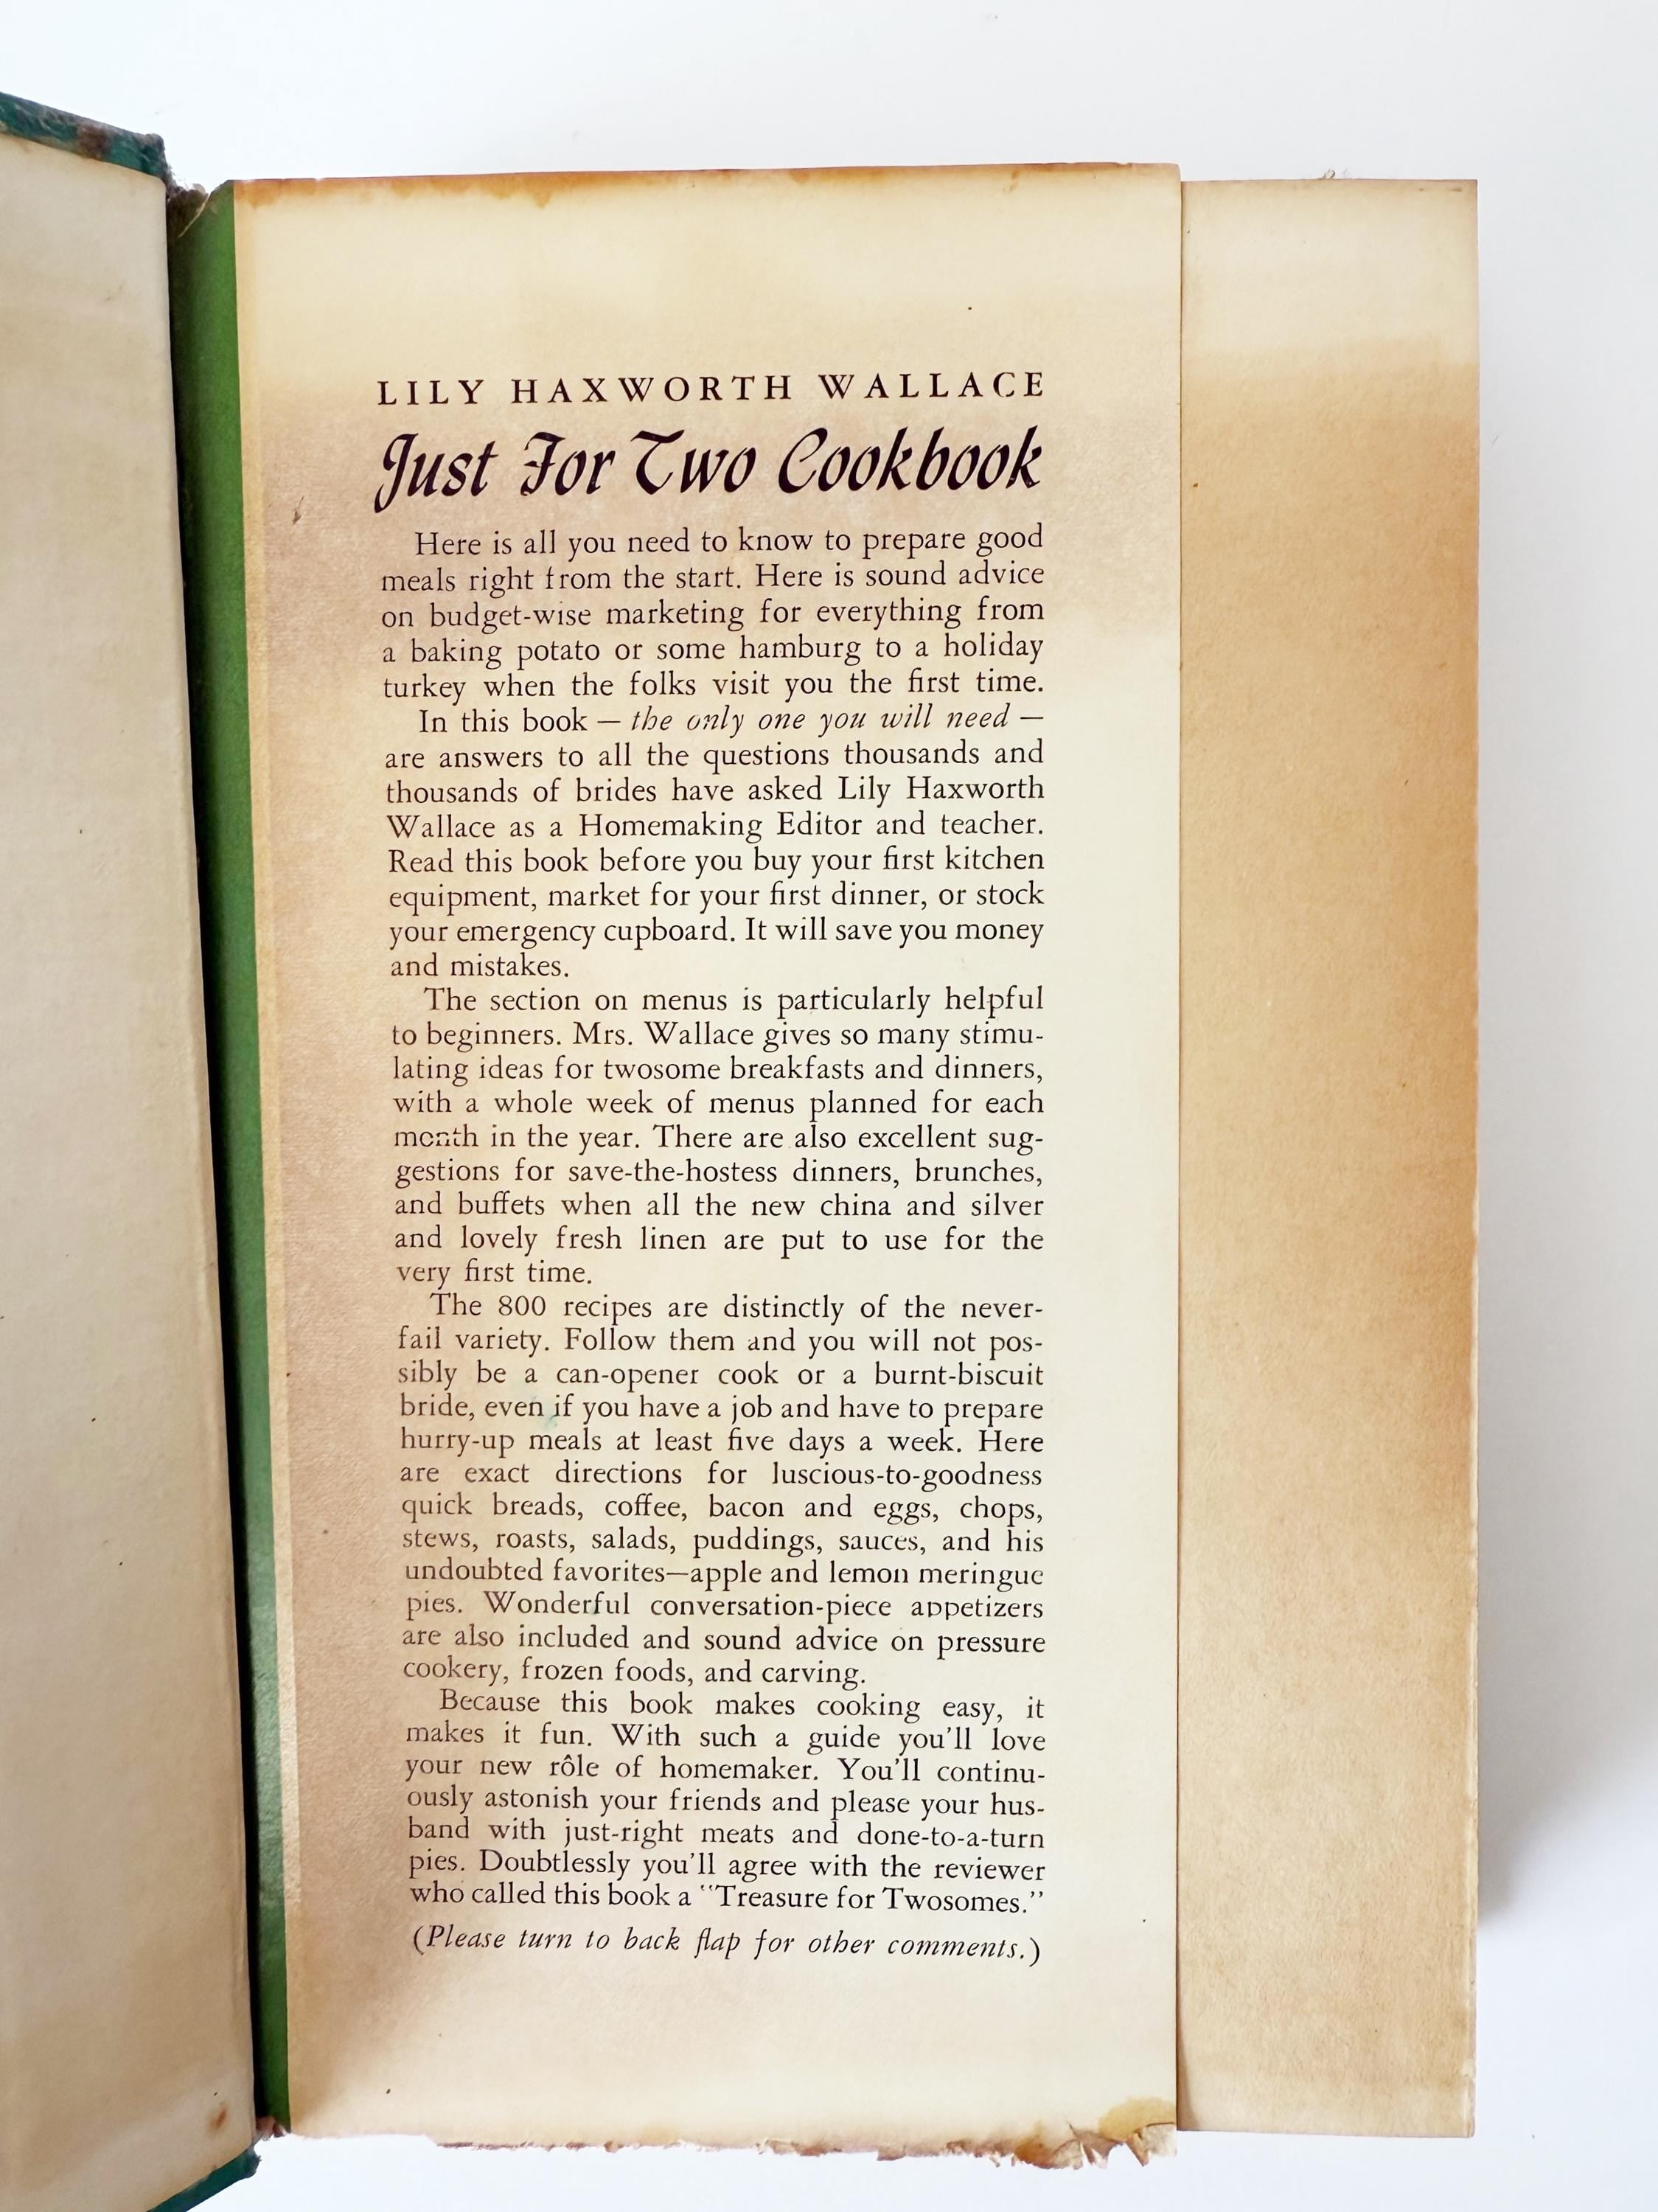 LILY HAXWORTH WALLACE
Just For Two Cookbook
Here is all you need to know to prepare good
meals right from the start. Here is sound advice
on budget-wise marketing for everything from
a baking potato or some hamburg to a holiday
turkey when the folks visit you the first time.
In this book — the only one you will need —
are answers to all the questions thousands and
thousands of brides have asked Lily Haxworth
Wallace as a Homemaking Editor and teacher.
Read this book before you buy your first kitchen
equipment, market for your first dinner, or stock
your emergency cupboard. It will save you money
and mistakes.
The section on menus is particularly helpful
to beginners. Mrs. Wallace gives so many stimu-
lating ideas for twosome breakfasts and dinners,
with a whole week of menus planned for each
month in the year. There are also excellent sug-
gestions for save-the-hostess dinners, brunches,
and buffets when all the new china and silver
and lovely fresh linen are put to use for the
very first time.
The 800 recipes are distinctly of the never-
fail variety. Follow them and you will not pos-
sibly be a can-opener cook or a burnt-biscuit
bride, even if you have a job and have to prepare
hurry-up meals at least five days a week. Here
are exact directions for luscious-to-goodness
quick breads, coffee, bacon and eggs, chops,
stews, roasts, salads, puddings, sauces, and his
undoubted favorites—apple and lemon meringue
pies. Wonderful conversation-piece appetizers
are also included and sound advice on pressure
cookery, frozen foods, and carving.
Because this book makes cooking easy, it
makes it fun. With such a guide you'll love
your new rôle of homemaker. You'll continu-
ously astonish your friends and please your hus-
band with just-right meats and done-to-a-turn
pies. Doubtlessly you'll agree with the reviewer
who called this book a "Treasure for Twosomes."
(Please turn to back flap for other comments.)